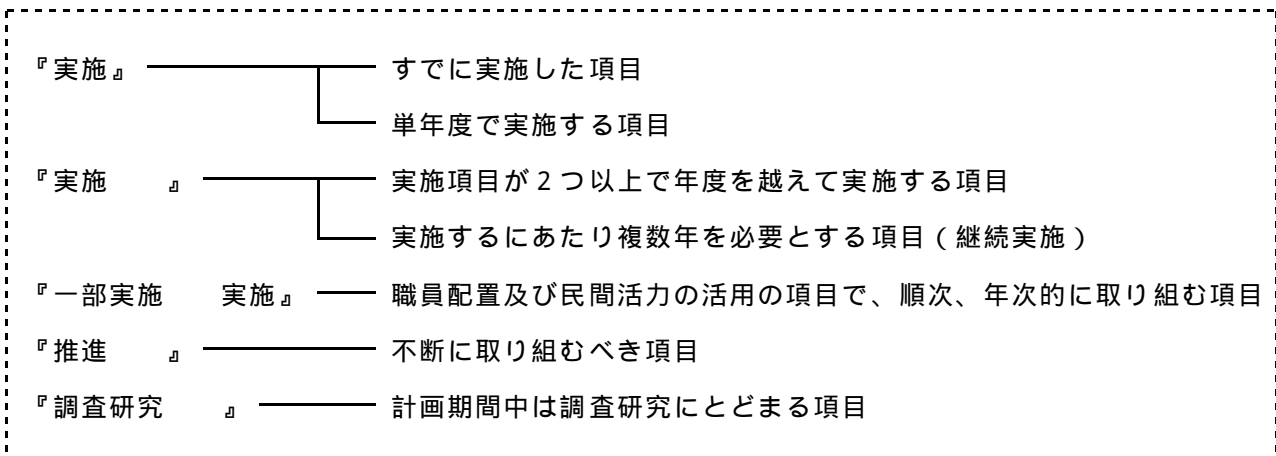 『実施』 すでに実施した項目
単年度で実施する項目
『実施　　』 実施項目が２つ以上で年度を越えて実施する項目
実施するにあたり複数年を必要とする項目（継続実施）
『一部実施　　実施』 職員配置及び民間活力の活用の項目で、順次、年次的に取り組む項目
『推進　　』 不断に取り組むべき項目
『調査研究　　』 計画期間中は調査研究にとどまる項目